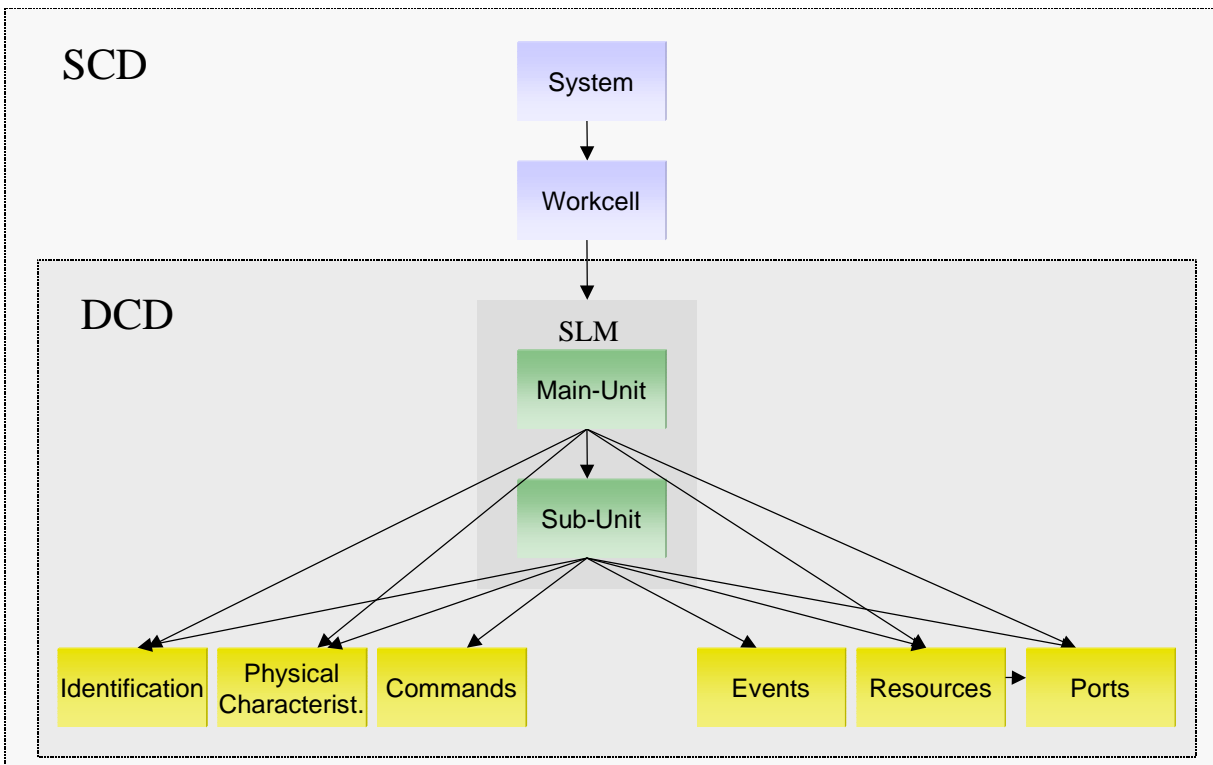 SCD
System
Workcell
DCD
SLM
Main-Unit
Sub-Unit
Identification
Physical
Characterist.
Commands
Events
Resources
Ports